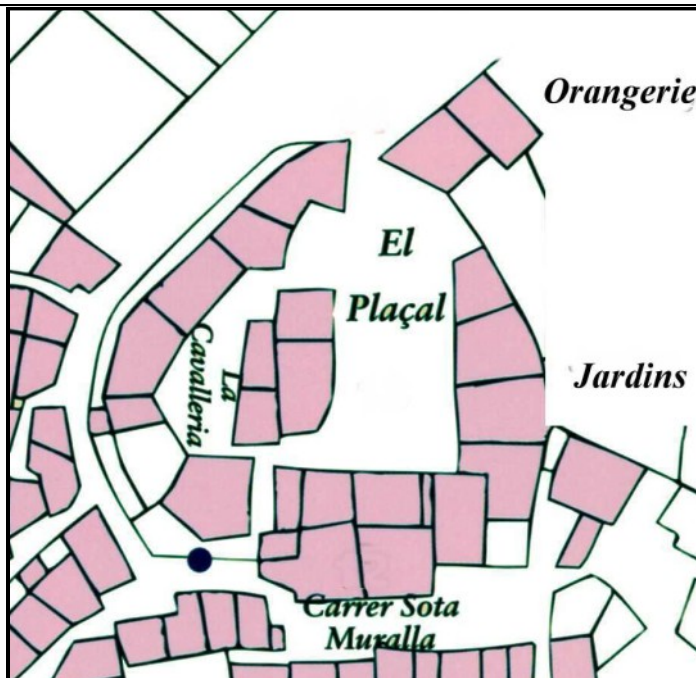 Orangerie
El
Plaçal
Jardins
La
Cavalleria
Carrer Sota
Muralla